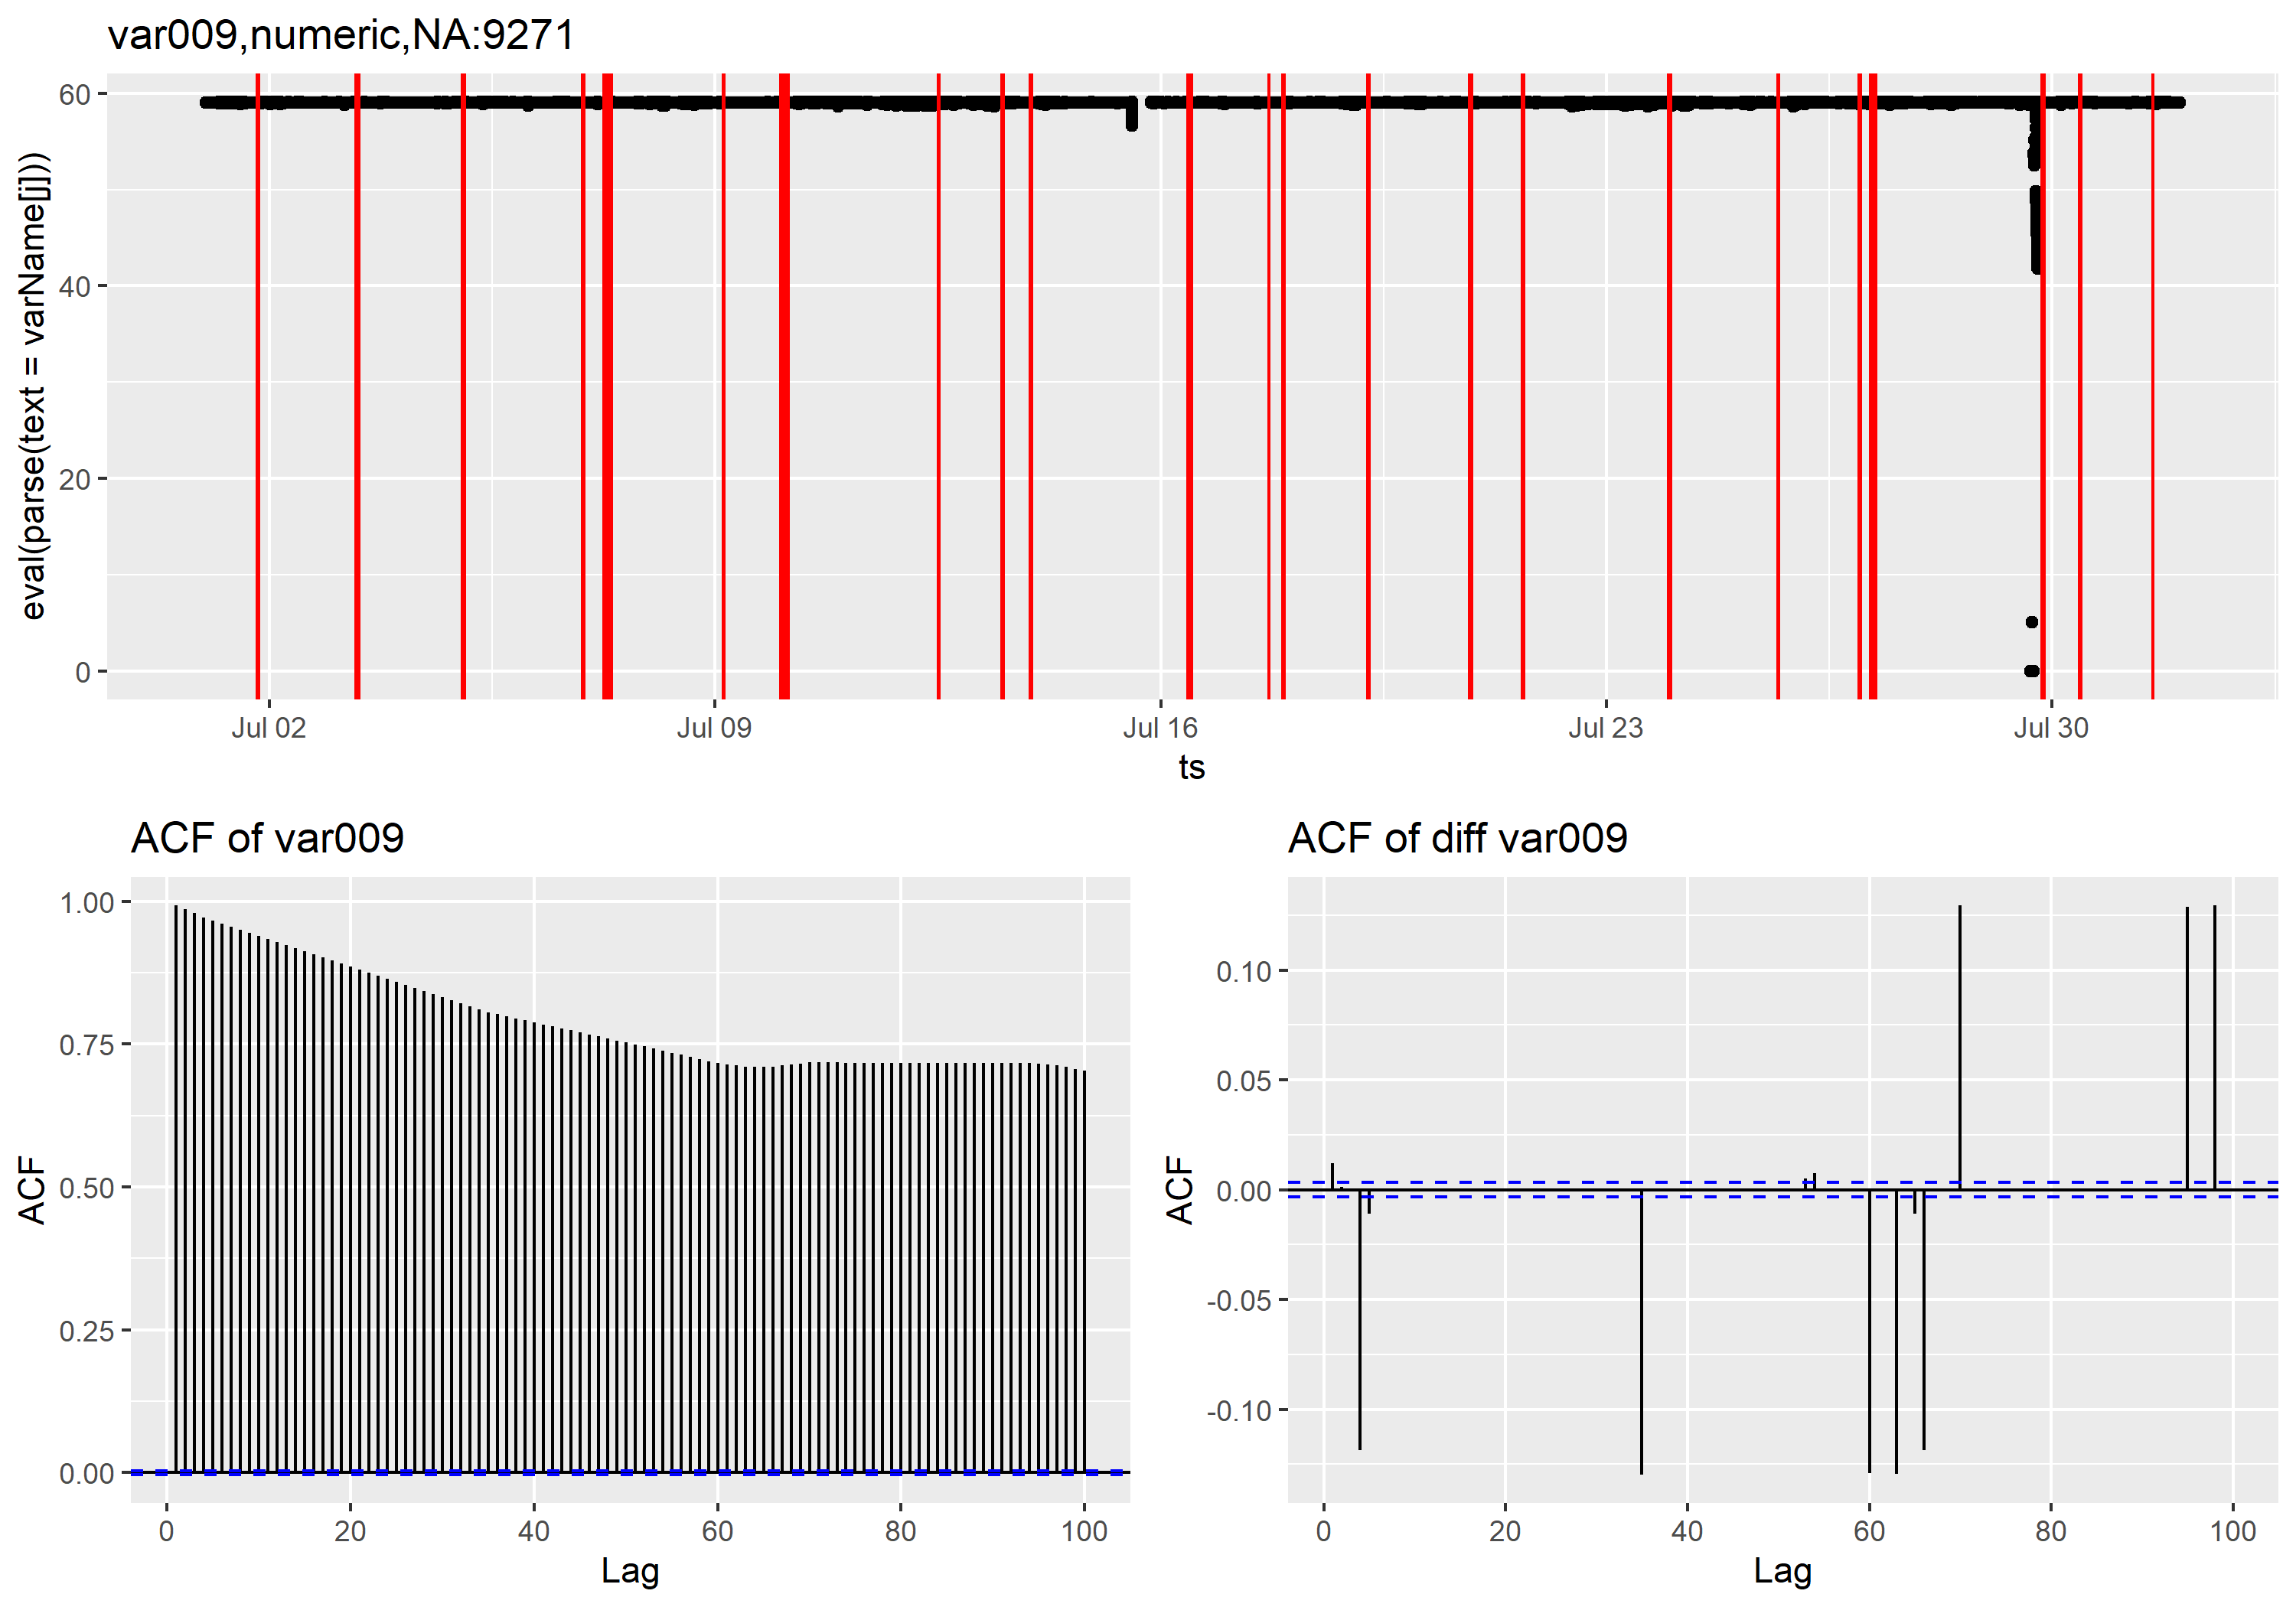 var009,numeric,NA:9271
eval(parse(text = varName[j]))
60
40
20
0
Jul 02 Jul 09 Jul 16 Jul 23 Jul 30
ts
ACF of var009
ACF
1.00
0.75
0.50
0.25
0.00
0 20 40 60 80 100
Lag
ACF of diff var009
ACF
0.10
0.05
0.00
-0.05
-0.10
0 20 40 60 80 100
Lag